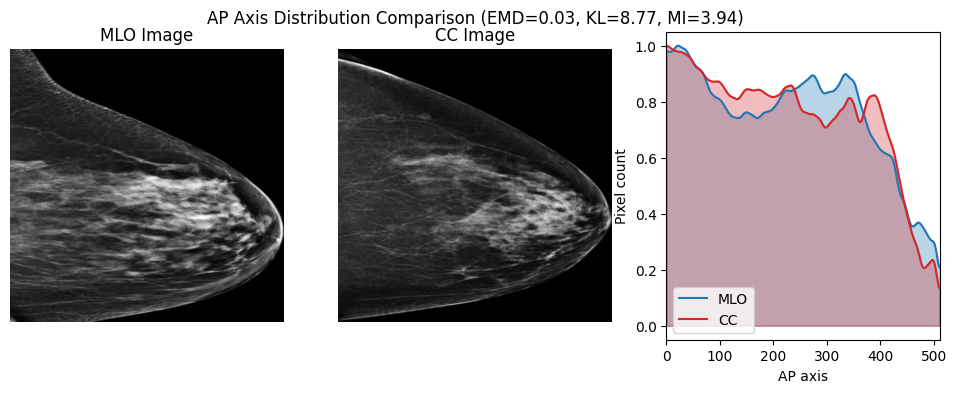 AP Axis Distribution Comparison (EMD=0.03, KL=8.77, MI=3.94)
MLO Image
CC Image
1.0
0.8
0.6
0.4
0.2
0.0
Pixel count
MLO
CC
0 100 200 300 400 500
AP axis